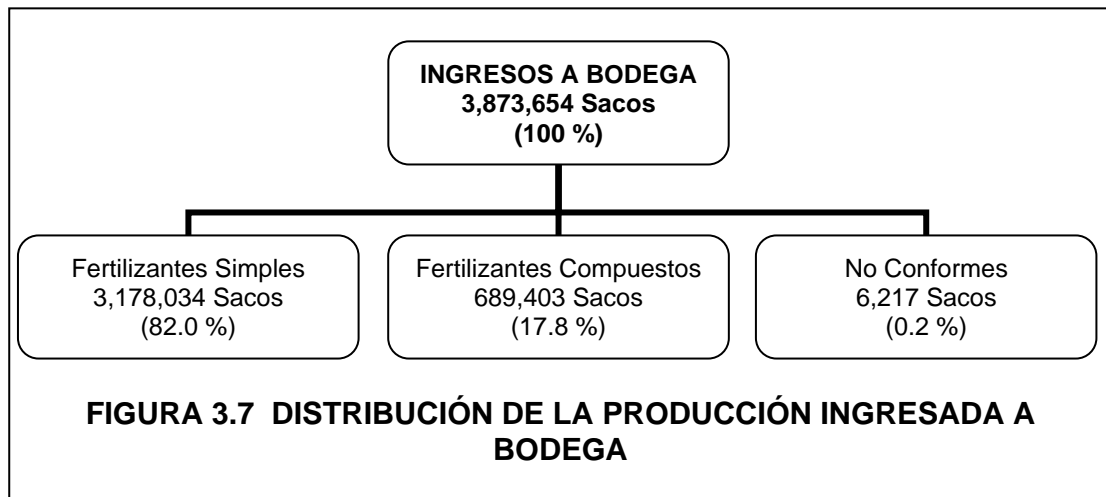 INGRESOS A BODEGA
3,873,654 Sacos
(100 %)
Fertilizantes Simples
3,178,034 Sacos
(82.0 %)
Fertilizantes Compuestos
689,403 Sacos
(17.8 %)
No Conformes
6,217 Sacos
(0.2 %)
FIGURA 3.7 DISTRIBUCIÓN DE LA PRODUCCIÓN INGRESADA A
BODEGA